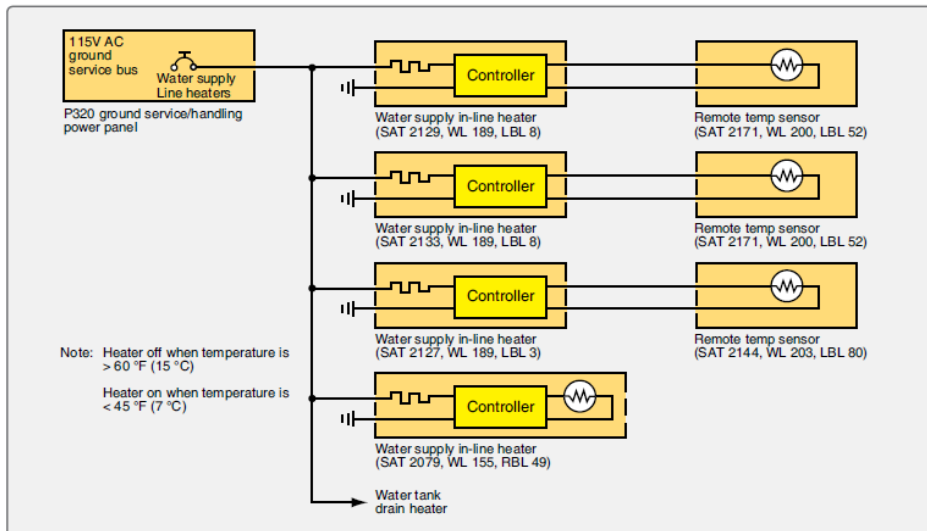 115V AC
ground
service bus
Water supply
Line heaters
P320 ground service/handling
power panel
Controller
Water supply in-line heater
(SAT 2129, WL 189, LBL 8)
Remote temp sensor
(SAT 2171, WL 200, LBL 52)
Controller
Water supply in-line heater
(SAT 2133, WL 189, LBL 8)
Remote temp sensor
(SAT 2171, WL 200, LBL 52)
Controller
Water supply in-line heater
(SAT 2127, WL 189, LBL 3)
Remote temp sensor
(SAT 2144, WL 203, LBL 80)
Note: Heater off when temperature is
> 60 °F (15 °C)
Heater on when temperature is
< 45 °F (7 °C)
Controller
Water supply in-line heater
(SAT 2079, WL 155, RBL 49)
Water tank
drain heater